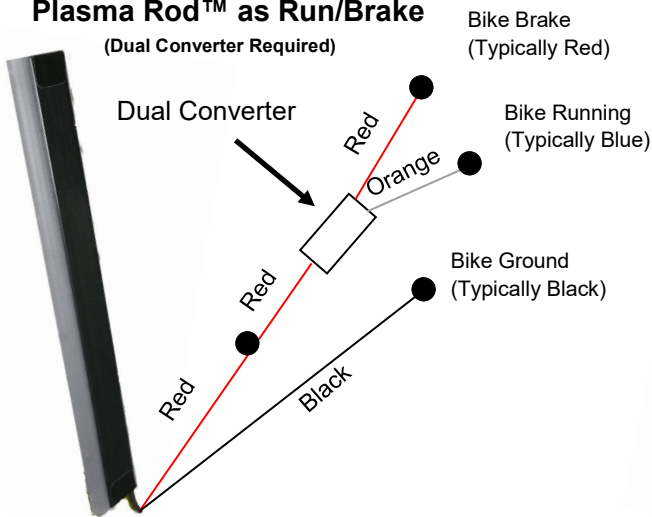 Plasma Rod™ as Run/Brake
(Dual Converter Required)
Bike Brake
(Typically Red)
Dual Converter
Bike Running
(Typically Blue)
Red
Orange
Bike Ground
(Typically Black)
Red
Red
Black